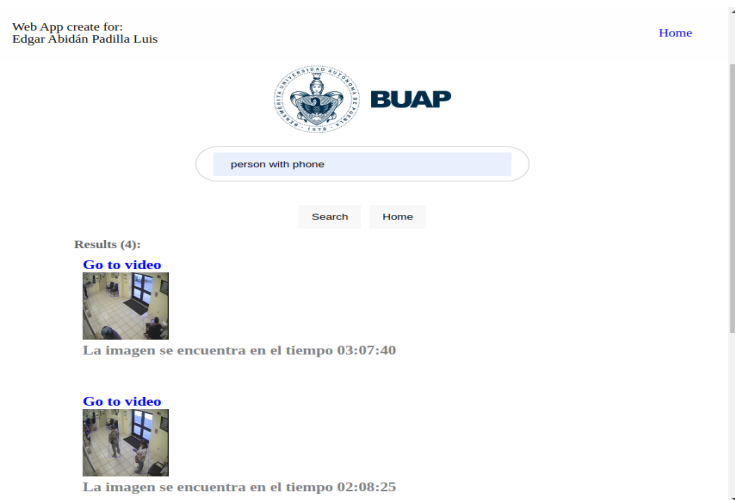 Web App create for:
Edgar Abidán Padilla Luis
Home
BUAP
person with phone
Search
Home
Results (4):
Go to video
La imagen se encuentra en el tiempo 03:07:40
Go to video
La imagen se encuentra en el tiempo 02:08:25